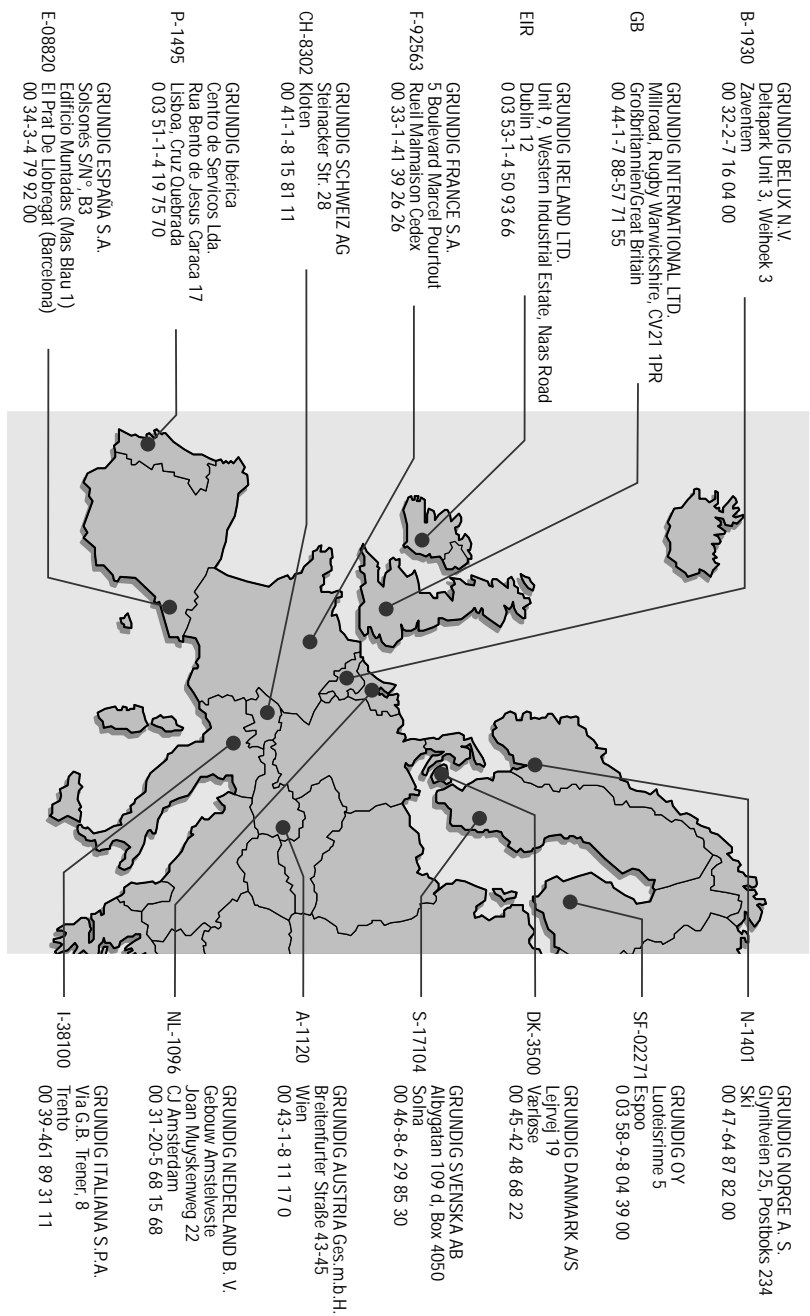 B-1930 GRUNDIG BELUX N.V.
Deltapark Unit 3, Weihoek 3
Zaventem
00 32-2-7 16 04 00
GB GRUNDIG INTERNATIONAL LTD.
Millroad, Rugby Warwickshire, CV21 1PR
Großbritannien/Great Britain
00 44-1-7 88-57 71 55
EIR GRUNDIG IRELAND LTD.
Unit 9, Western Industrial Estate, Naas Road
Dublin 12
0 03 53-1-4 50 93 66
F-92563 GRUNDIG FRANCE S.A.
5 Boulevard Marcel Pourtout
Rueil Malmaison Cedex
00 33-1-41 39 26 26
GRUNDIG SCHWEIZ AG
Steinacker Str. 28
CH-8302 Kloten
00 41-1-8 15 81 11
P-1495 GRUNDIG Ibérica
Centro de Servicos Lda.
Rua Bento de Jesus Caraca 17
Lisboa, Cruz Quebrada
0 03 51-1-4 19 75 70
GRUNDIG ESPAÑA S.A.
Solsonés S/N°, B3
Edificio Muntadas (Mas Blau 1)
E-08820 El Prat De Llobregat (Barcelona)
00 34-3-4 79 92 00
N-1401 GRUNDIG NORGE A. S.
Glynitveien 25, Postboks 234
Ski
00 47-64 87 82 00
GRUNDIG OY
Luoteisrinne 5
SF-02271 Espoo
0 03 58-9-8 04 39 00
GRUNDIG DANMARK A/S
Lejrvej 19
DK-3500 Værløse
00 45-42 48 68 22
S-17104 GRUNDIG SVENSKA AB
Albygatan 109 d, Box 4050
Solna
00 46-8-6 29 85 30
A-1120 GRUNDIG AUSTRIA Ges.m.b.H.
Breitenfurter Straße 43-45
Wien
00 43-1-8 11 17 0
NL-1096 GRUNDIG NEDERLAND B. V.
Gebouw Amstelveste
Joan Muyskenweg 22
CJ Amsterdam
00 31-20-5 68 15 68
I-38100 GRUNDIG ITALIANA S.P.A.
Via G.B. Trener, 8
Trento
00 39-461 89 31 11